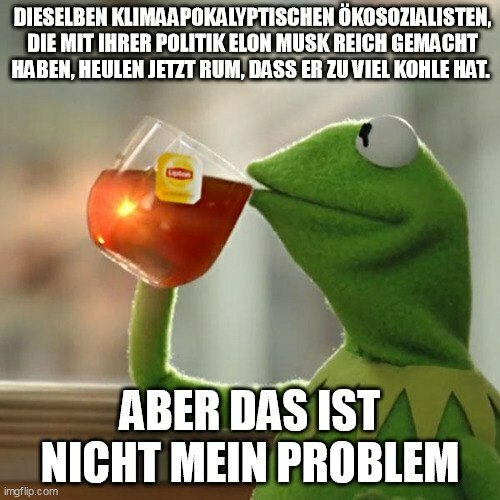 DIESELBEN KLIMAAPOKALYPTISCHEN ÖKOSOZIALISTEN,
DIE MIT IHRER POLITIK ELON MUSK REICH GEMACHT
HABEN, HEULEN JETZT RUM, DASS ER ZU VIEL KOHLE HAT.
Lipton
ABER DAS IST
NICHT MEIN PROBLEM
imgflip.com